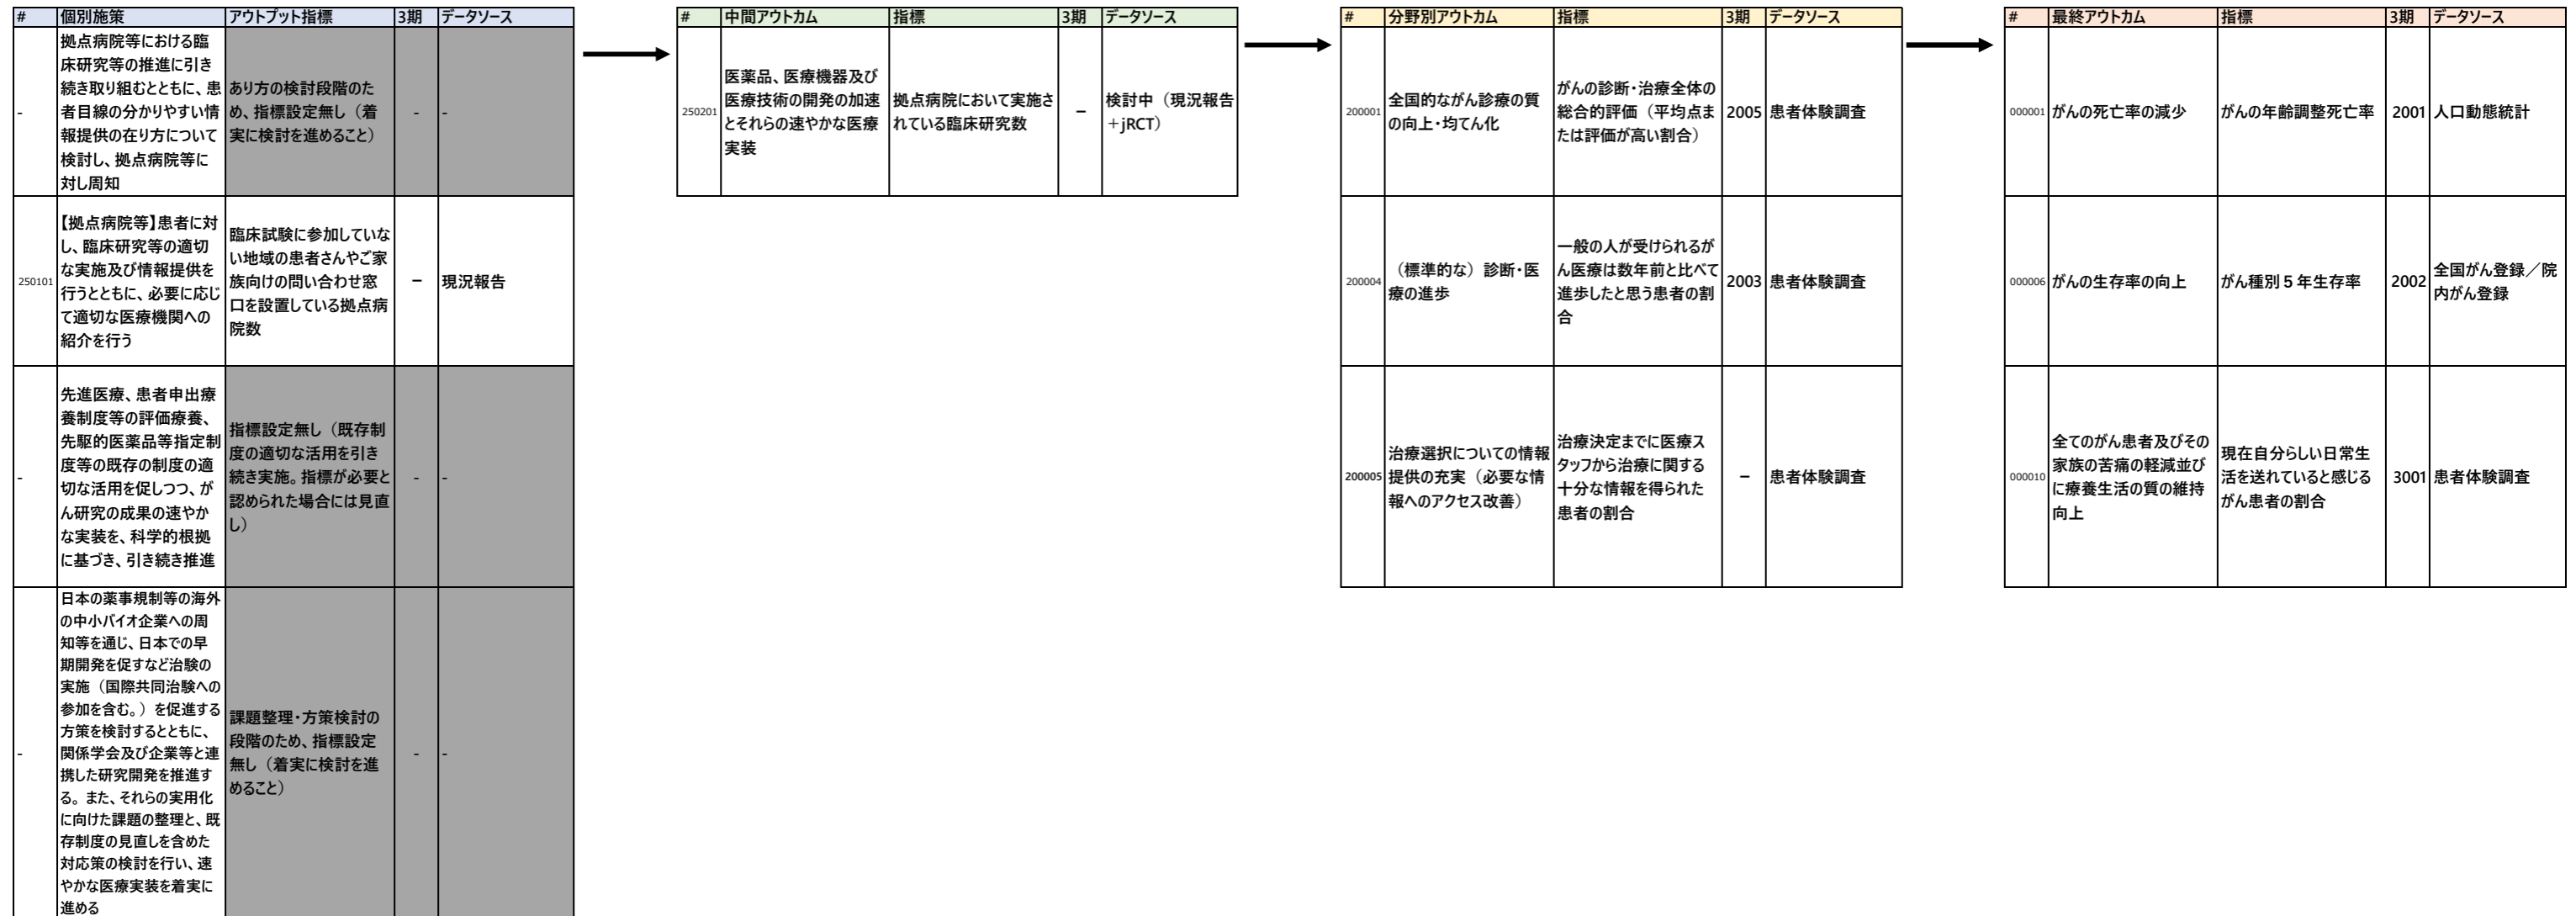 # 個別施策 アウトプット指標 3期 データソース
-
拠点病院等における臨
床研究等の推進に引き
続き取り組むとともに、患
者目線の分かりやすい情
報提供の在り方について
検討し、拠点病院等に
対し周知
あり方の検討段階のた
め、指標設定無し（着
実に検討を進めること）
-
-
250101
【拠点病院等】患者に対
し、臨床研究等の適切
な実施及び情報提供を
行うとともに、必要に応じ
て適切な医療機関への
紹介を行う
臨床試験に参加していな
い地域の患者さんやご家
族向けの問い合わせ窓
口を設置している拠点病
院数
－
現況報告
-
先進医療、患者申出療
養制度等の評価療養、
先駆的医薬品等指定制
度等の既存の制度の適
切な活用を促しつつ、が
ん研究の成果の速やか
な実装を、科学的根拠
に基づき、引き続き推進
指標設定無し（既存制
度の適切な活用を引き
続き実施。指標が必要と
認められた場合には見直
し）
-
-
-
日本の薬事規制等の海外
の中小バイオ企業への周
知等を通じ、日本での早
期開発を促すなど治験の
実施（国際共同治験への
参加を含む。）を促進する
方策を検討するとともに、
関係学会及び企業等と連
携した研究開発を推進す
る。また、それらの実用化
に向けた課題の整理と、既
存制度の見直しを含めた
対応策の検討を行い、速
やかな医療実装を着実に
進める
課題整理・方策検討の
段階のため、指標設定
無し（着実に検討を進
めること）
-
-
# 中間アウトカム 指標 3期 データソース
250201
医薬品、医療機器及び
医療技術の開発の加速
とそれらの速やかな医療
実装
拠点病院において実施さ
れている臨床研究数
－
検討中（現況報告
＋jRCT）
# 分野別アウトカム 指標 3期 データソース
200001
全国的ながん診療の質
の向上・均てん化
がんの診断・治療全体の
総合的評価（平均点ま
たは評価が高い割合）
2005
患者体験調査
200004
（標準的な）診断・医
療の進歩
一般の人が受けられるが
ん医療は数年前と比べて
進歩したと思う患者の割
合
2003
患者体験調査
200005
治療選択についての情報
提供の充実（必要な情
報へのアクセス改善）
治療決定までに医療ス
タッフから治療に関する
十分な情報を得られた
患者の割合
－
患者体験調査
# 最終アウトカム 指標 3期 データソース
000001
がんの死亡率の減少
がんの年齢調整死亡率
2001
人口動態統計
000006
がんの生存率の向上
がん種別５年生存率
2002
全国がん登録／院
内がん登録
000010
全てのがん患者及びその
家族の苦痛の軽減並び
に療養生活の質の維持
向上
現在自分らしい日常生
活を送れていると感じる
がん患者の割合
3001
患者体験調査